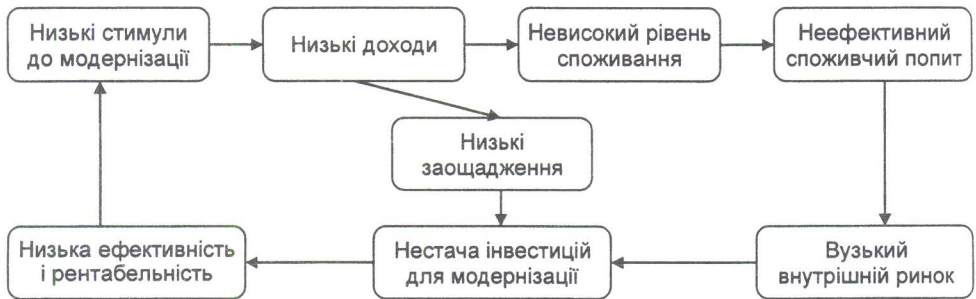 Низькі стимули
до модернізації
Низькі доходи
Невисокий рівень
споживання
Неефективний
споживчий попит
Низькі
заощадження
Низька ефективність
і рентабельність
Нестача інвестицій
для модернізації
Вузький
внутрішній ринок